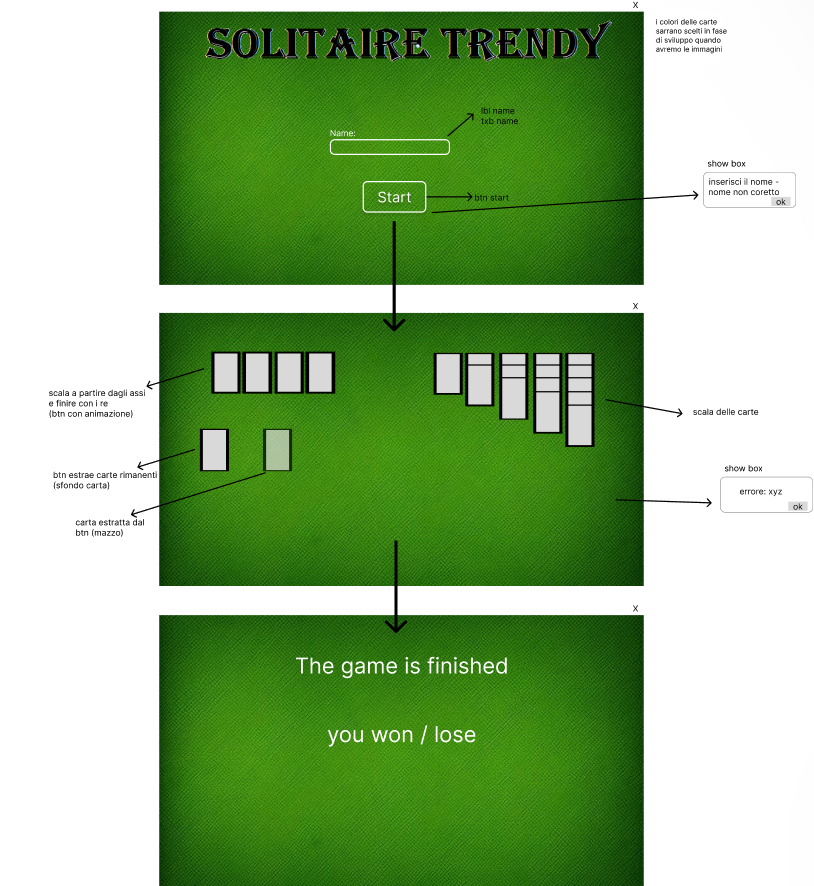 X
i colori delle carte
sarrano scelti in fase
di sviluppo quando
avremo le immagini
SOLITAIRE TRENDY
lbl name
txb name
Name:
show box
inserisci il nome -
nome non coretto
ok
Start
btn start
X
scala a partire dagli assi
e finire con i re
(btn con animazione)
scala delle carte
btn estrae carte rimanenti
(sfondo carta)
show box
errore: xyz
ok
carta estratta dal
btn (mazzo)
X
The game is finished
you won / lose